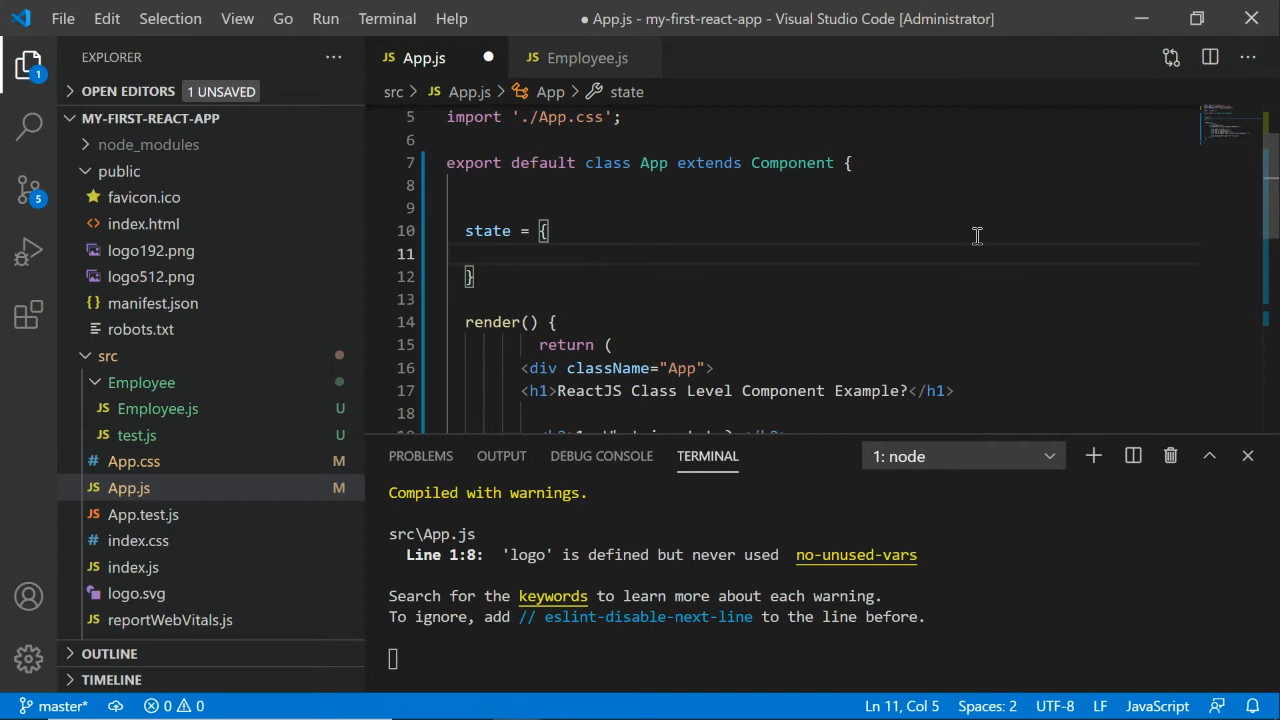 File Edit Selection View Go Run Terminal Help ● App.js - my-first-react-app - Visual Studio Code [Administrator]
EXPLORER
OPEN EDITORS 1 UNSAVED
MY-FIRST-REACT-APP
node_modules
public
favicon.ico
<> index.html
logo192.png
logo512.png
{} manifest.json
robots.txt
src
Employee
JS Employee.js U
JS test.js U
# App.css M
JS App.js M
JS App.test.js
# index.css
JS index.js
logo.svg
JS reportWebVitals.js
OUTLINE
TIMELINE
1
5
JS App.js ●
JS Employee.js
src > JS App.js > App > state
5 import './App.css';
6
7 export default class App extends Component {
8
9
10 state = {
11
12 }
13
14 render() {
15 return (
16 <div className="App">
17 <h1>ReactJS Class Level Component Example?</h1>
18
PROBLEMS OUTPUT DEBUG CONSOLE TERMINAL 1: node
Compiled with warnings.
src\App.js
Line 1:8: 'logo' is defined but never used no-unused-vars
Search for the keywords to learn more about each warning.
To ignore, add // eslint-disable-next-line to the line before.
master* 0 0 Ln 11, Col 5 Spaces: 2 UTF-8 LF JavaScript